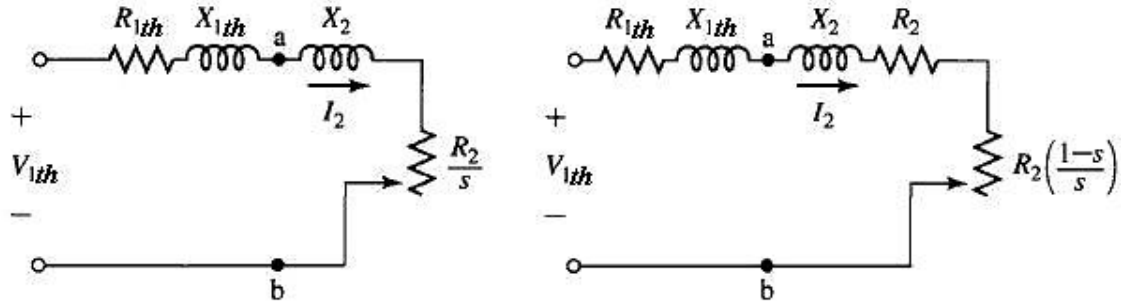 R₁th X₁th a X₂
I₂
+
V₁th
−
R₂/s
b
R₁th X₁th a X₂ R₂
I₂
+
V₁th
−
R₂(1−s/s)
b